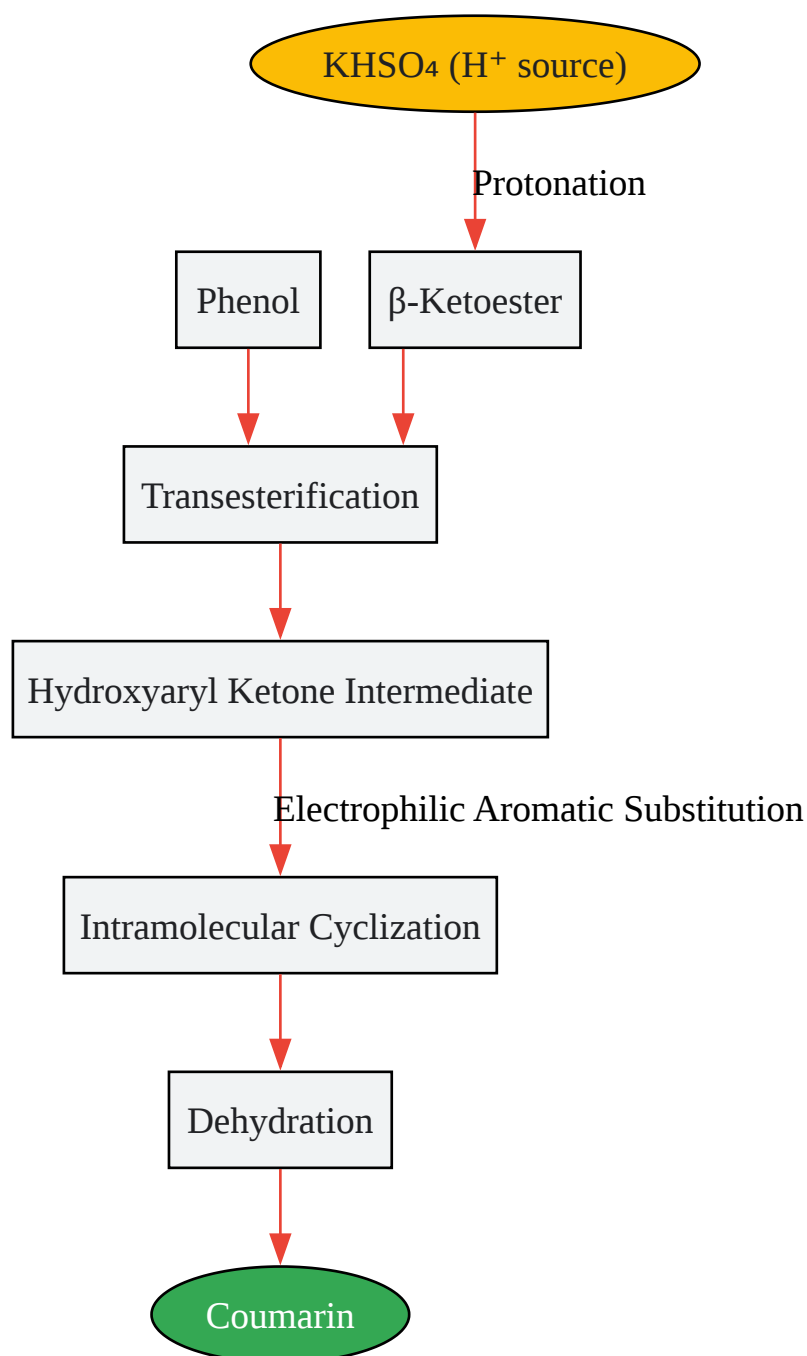 KHSO₄ (H⁺ source)
Protonation
Phenol
β-Ketoester
Transesterification
Hydroxyaryl Ketone Intermediate
Electrophilic Aromatic Substitution
Intramolecular Cyclization
Dehydration
Coumarin